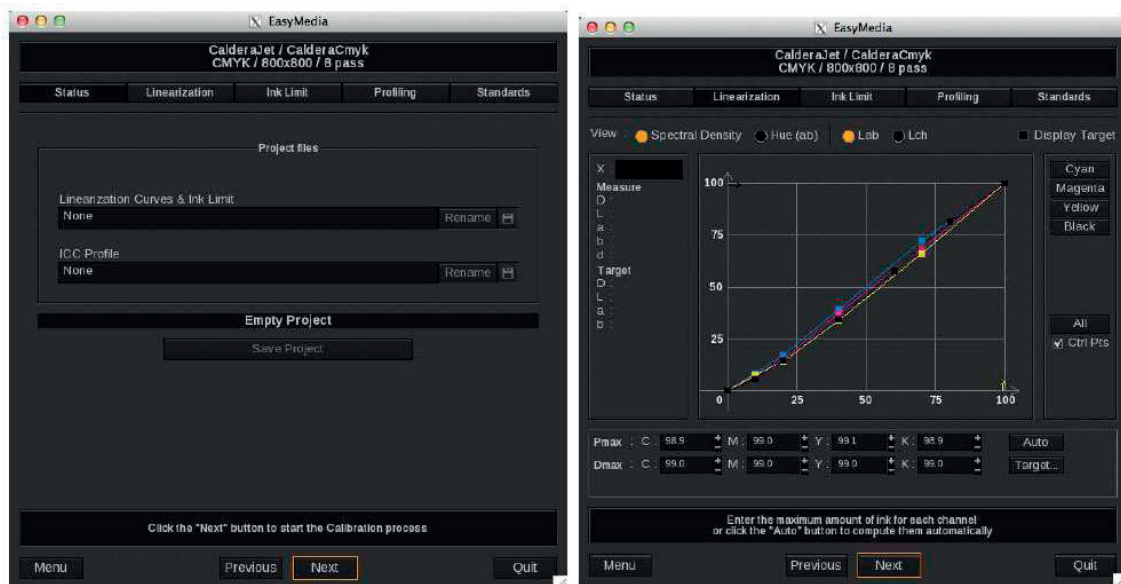 EasyMedia
CalderaJet / CalderaCmyk
CMYK / 800x800 / 8 pass
Status Linearization Ink Limit Profiling Standards
Project files
Linearization Curves & Ink Limit
None Rename
ICC Profile
None Rename
Empty Project
Save Project
Click the "Next" button to start the Calibration process
Menu Previous Next Quit
EasyMedia
CalderaJet / CalderaCmyk
CMYK / 800x800 / 8 pass
Status Linearization Ink Limit Profiling Standards
View : Spectral Density Hue (ab) Lab Lch Display Target
X :
Measure
D :
L :
a :
b :
d :
Target
D :
L :
a :
b :
100
75
50
25
0 25 50 75 100
Cyan
Magenta
Yellow
Black
All
Ctrl Pts
Pmax : C : 98.9 M : 99.0 Y : 99.1 K : 98.9 Auto
Dmax : C : 99.0 M : 99.0 Y : 99.0 K : 99.0 Target...
Enter the maximum amount of ink for each channel
or click the "Auto" button to compute them automatically
Menu Previous Next Quit